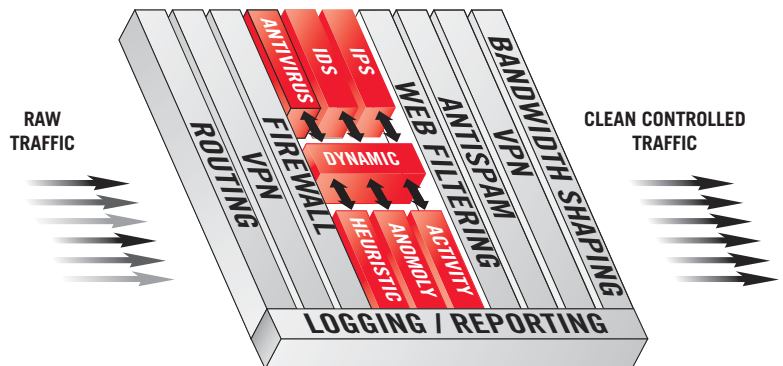 RAW
TRAFFIC
ROUTING
VPN
FIREWALL
ANTIVIRUS
IDS
IPS
DYNAMIC
HEURISTIC
ANOMOLY
ACTIVITY
WEB FILTERING
ANTISPAM
VPN
BANDWIDTH SHAPING
LOGGING / REPORTING
CLEAN CONTROLLED
TRAFFIC